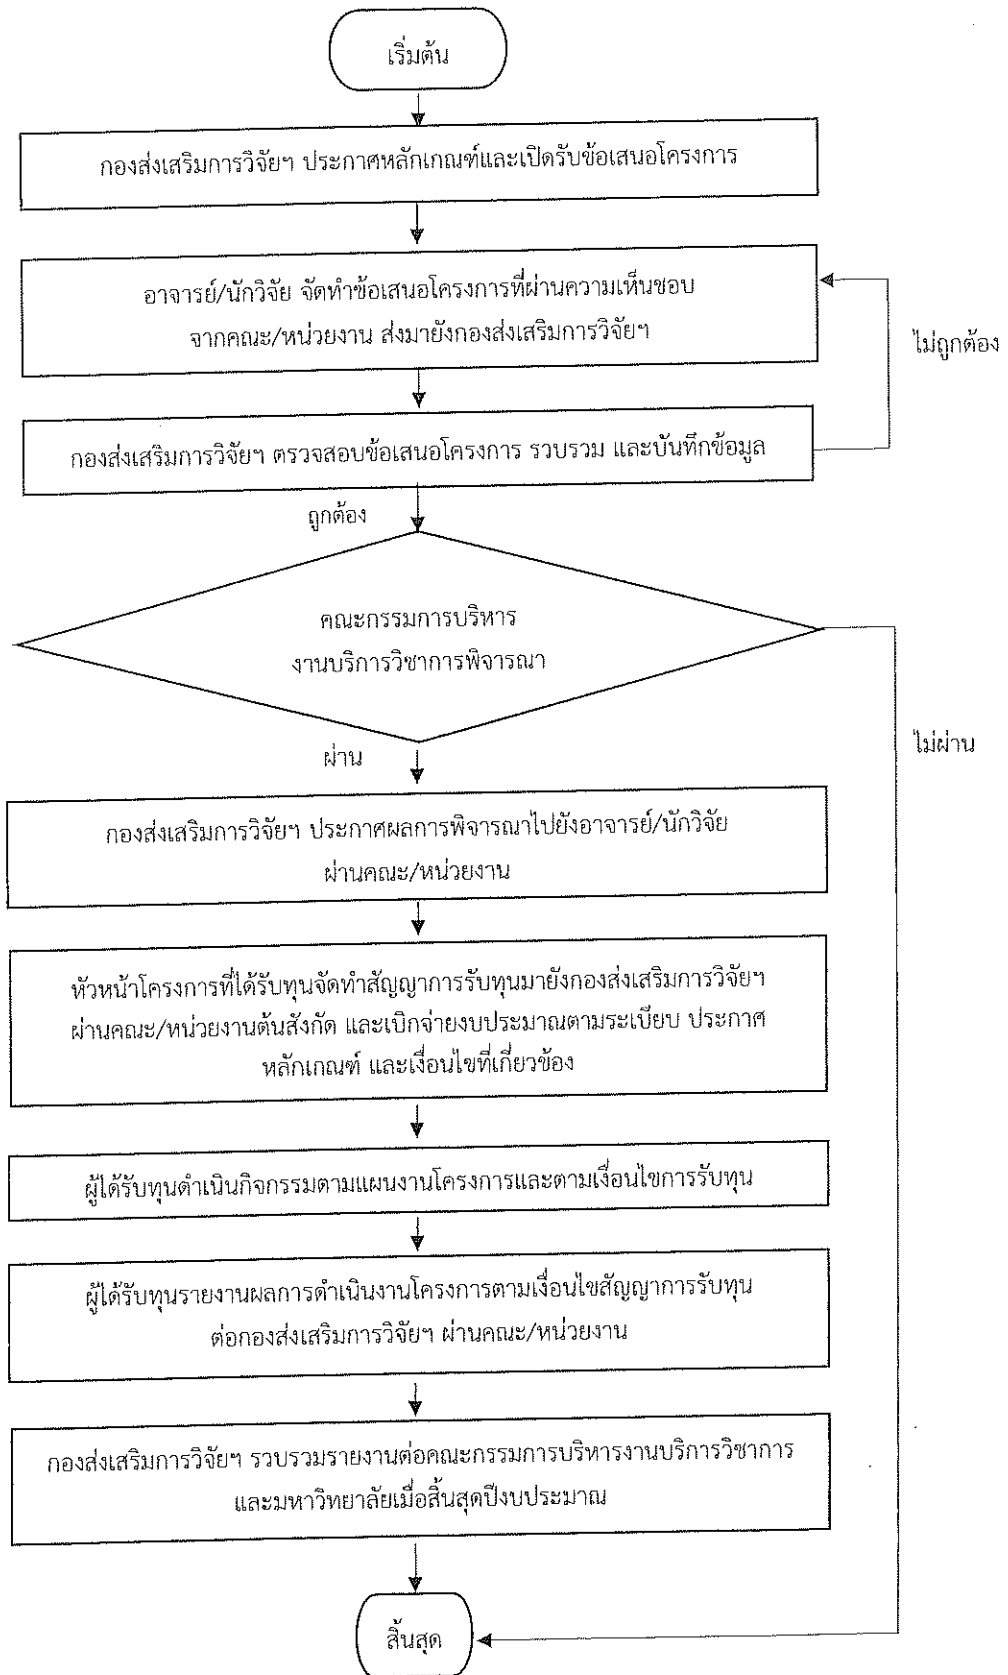 เริ่มต้น
กองส่งเสริมการวิจัยฯ ประกาศหลักเกณฑ์และเปิดรับข้อเสนอโครงการ
อาจารย์/นักวิจัย จัดทำข้อเสนอโครงการที่ผ่านความเห็นชอบ
จากคณะ/หน่วยงาน ส่งมายังกองส่งเสริมการวิจัยฯ
ไม่ถูกต้อง
กองส่งเสริมการวิจัยฯ ตรวจสอบข้อเสนอโครงการ รวบรวม และบันทึกข้อมูล
ถูกต้อง
คณะกรรมการบริหาร
งานบริการวิชาการพิจารณา
ไม่ผ่าน
ผ่าน
กองส่งเสริมการวิจัยฯ ประกาศผลการพิจารณาไปยังอาจารย์/นักวิจัย
ผ่านคณะ/หน่วยงาน
หัวหน้าโครงการที่ได้รับทุนจัดทำสัญญาการรับทุนมายังกองส่งเสริมการวิจัยฯ
ผ่านคณะ/หน่วยงานต้นสังกัด และเบิกจ่ายงบประมาณตามระเบียบ ประกาศ
หลักเกณฑ์ และเงื่อนไขที่เกี่ยวข้อง
ผู้ได้รับทุนดำเนินกิจกรรมตามแผนงานโครงการและตามเงื่อนไขการรับทุน
ผู้ได้รับทุนรายงานผลการดำเนินงานโครงการตามเงื่อนไขสัญญาการรับทุน
ต่อกองส่งเสริมการวิจัยฯ ผ่านคณะ/หน่วยงาน
กองส่งเสริมการวิจัยฯ รวบรวมรายงานต่อคณะกรรมการบริหารงานบริการวิชาการ
และมหาวิทยาลัยเมื่อสิ้นสุดปีงบประมาณ
สิ้นสุด